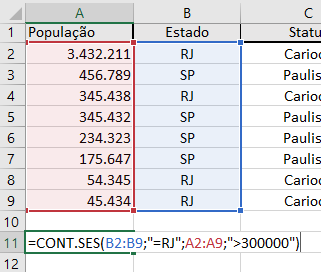 A B C
1 População Estado Statu
2 3.432.211 RJ Carioc
3 456.789 SP Paulis
4 345.438 RJ Carioc
5 345.432 SP Paulis
6 234.323 SP Paulis
7 175.647 SP Paulis
8 54.345 RJ Carioc
9 45.434 RJ Carioc
10
11 =CONT.SES(B2:B9;"=RJ";A2:A9;">300000")
12